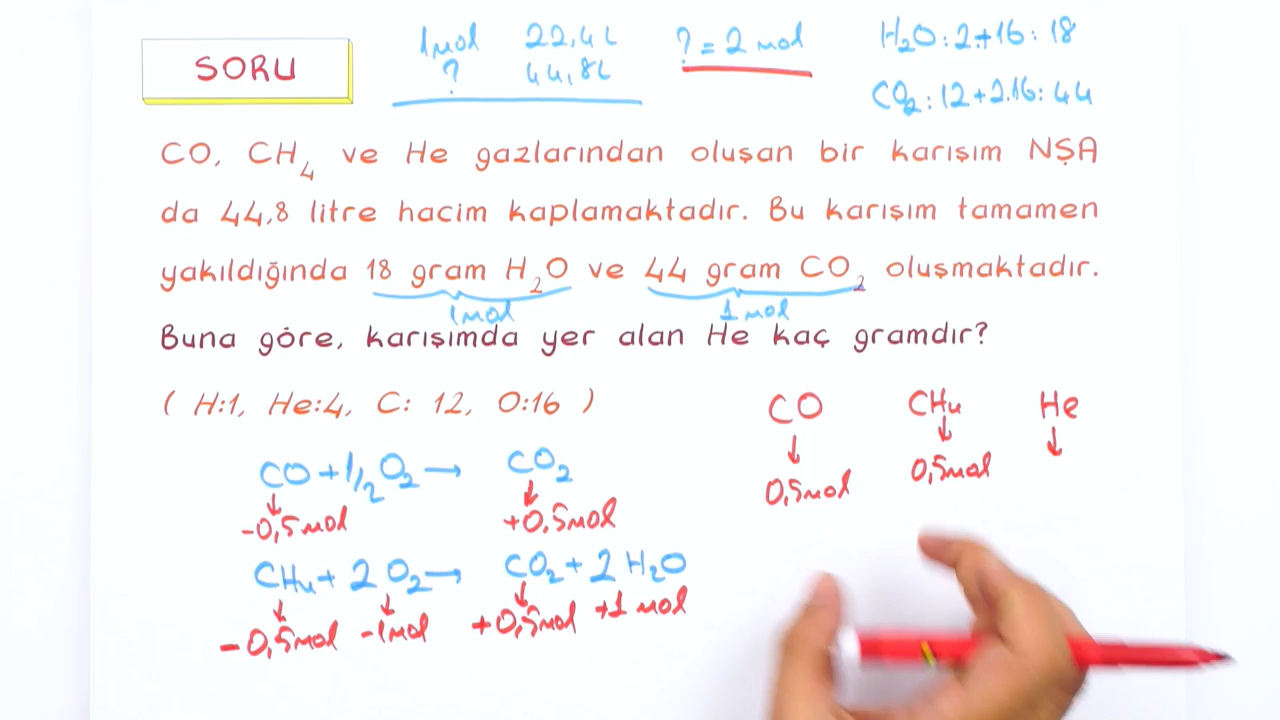 SORU
1mol 22,4L
? 44,8L
? = 2 mol
H₂O : 2+16 : 18
CO₂ : 12+2.16 : 44
CO, CH₄ ve He gazlarından oluşan bir karışım NŞA
da 44,8 litre hacim kaplamaktadır. Bu karışım tamamen
yakıldığında 18 gram H₂O ve 44 gram CO₂ oluşmaktadır.
1mol 1 mol
Buna göre, karışımda yer alan He kaç gramdır?
( H:1, He:4, C: 12, O:16 )
CO CH₄ He
↓ ↓ ↓
0,5mol 0,5mol
CO + 1/2 O₂ → CO₂
↓ ↓
-0,5mol +0,5mol
CH₄ + 2 O₂ → CO₂ + 2 H₂O
↓ ↓ ↓
-0,5mol -1mol +0,5mol +1 mol